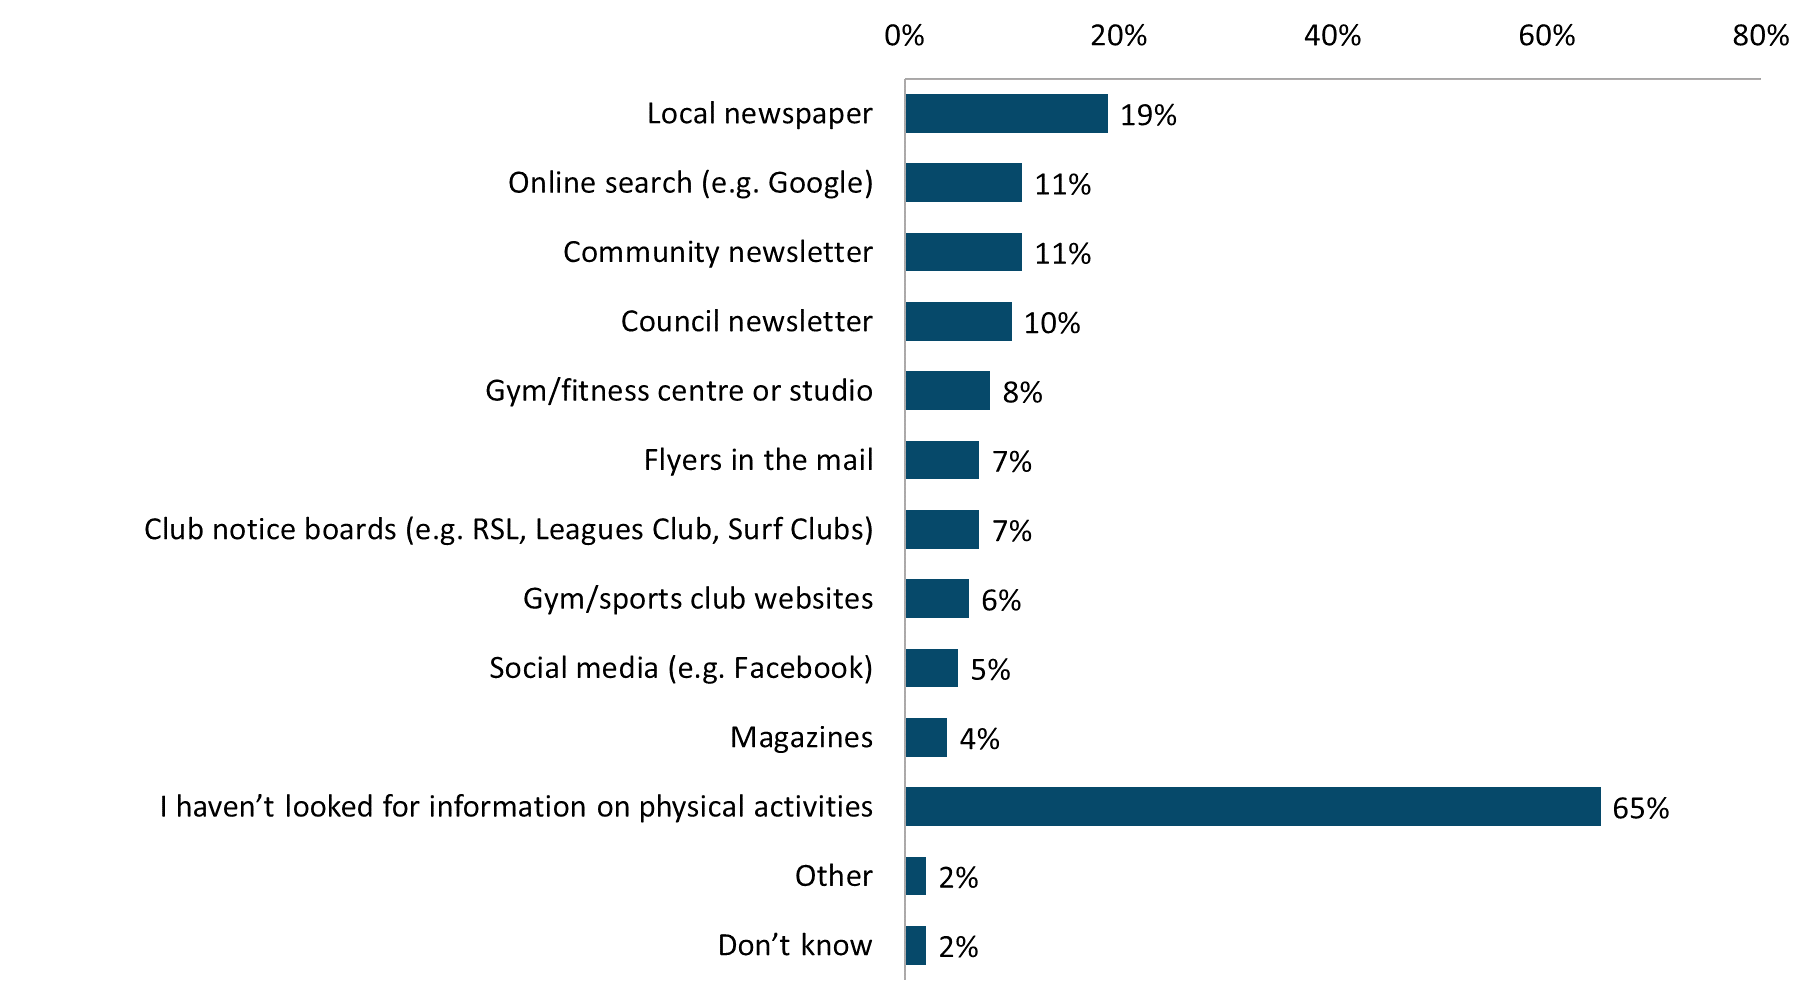 0% 20% 40% 60% 80%
Local newspaper 19%
Online search (e.g. Google) 11%
Community newsletter 11%
Council newsletter 10%
Gym/fitness centre or studio 8%
Flyers in the mail 7%
Club notice boards (e.g. RSL, Leagues Club, Surf Clubs) 7%
Gym/sports club websites 6%
Social media (e.g. Facebook) 5%
Magazines 4%
I haven’t looked for information on physical activities 65%
Other 2%
Don’t know 2%